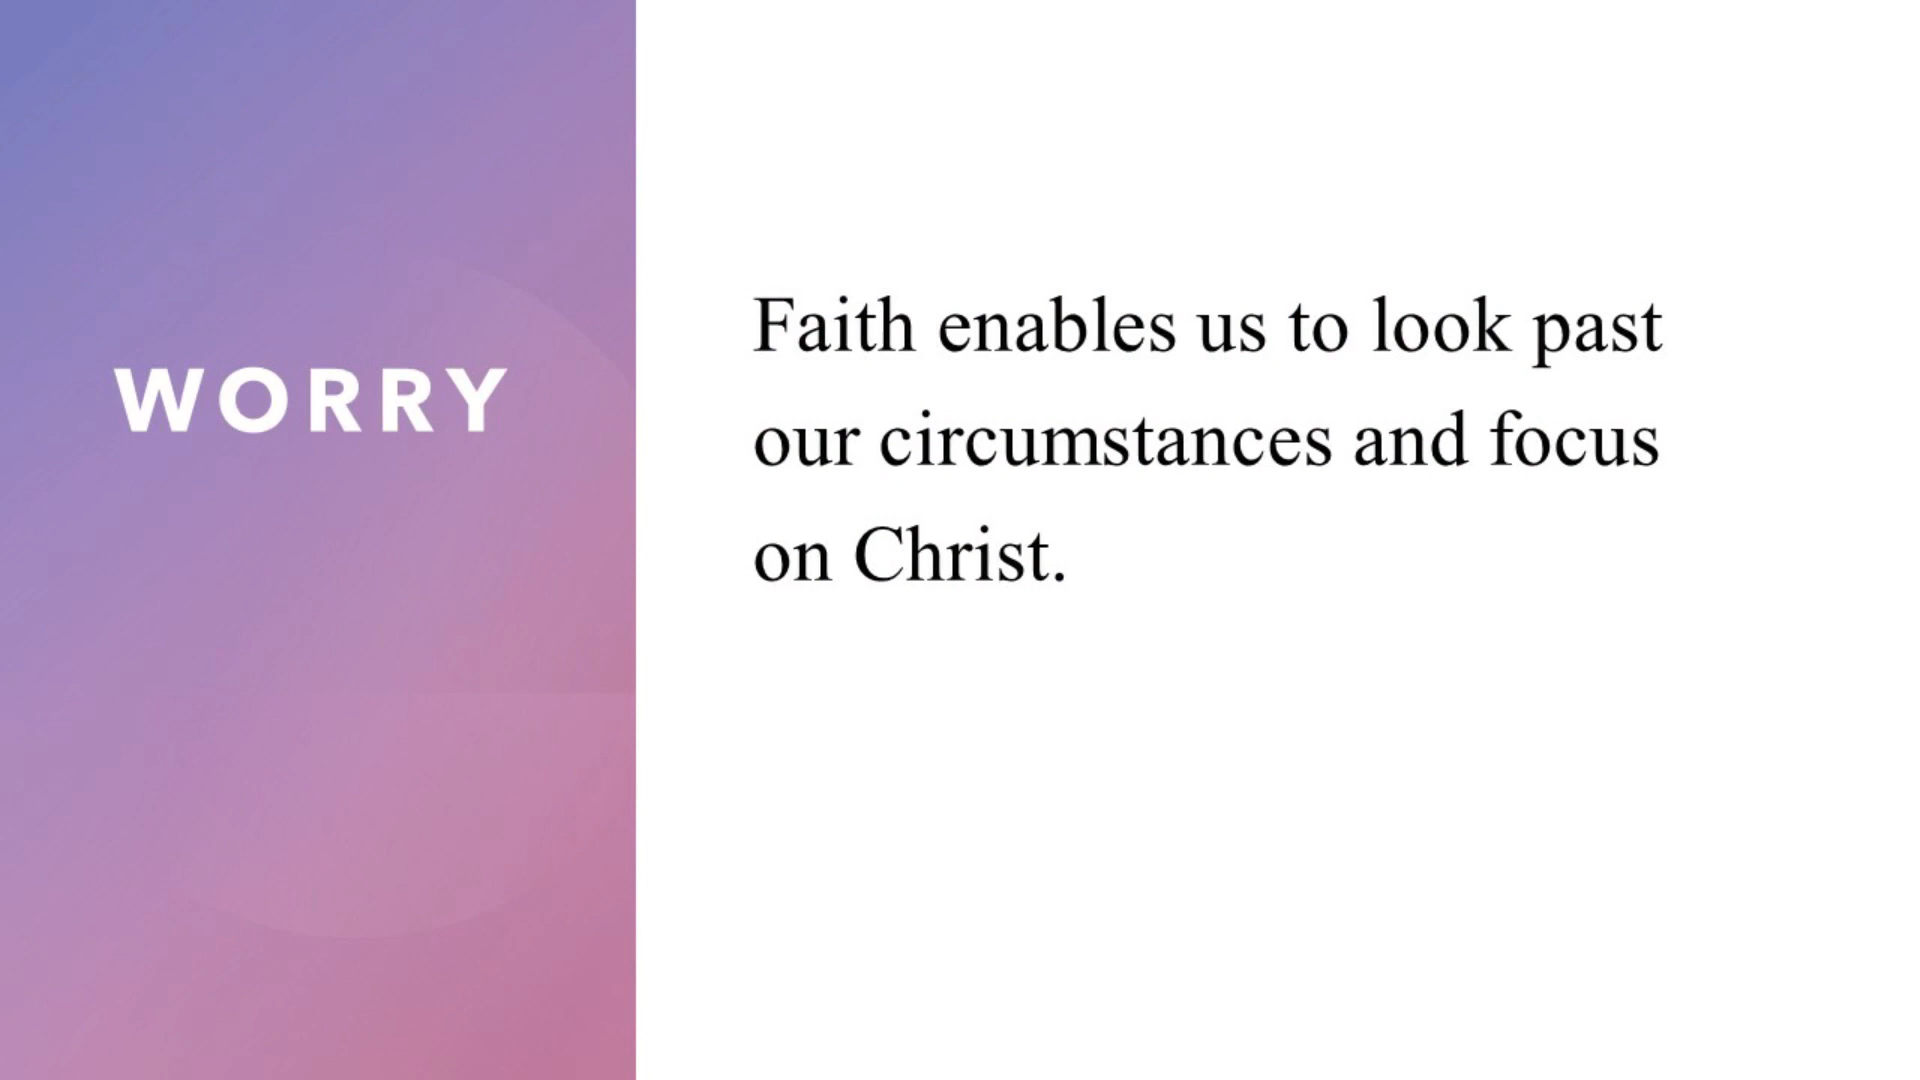 WORRY
Faith enables us to look past
our circumstances and focus
on Christ.